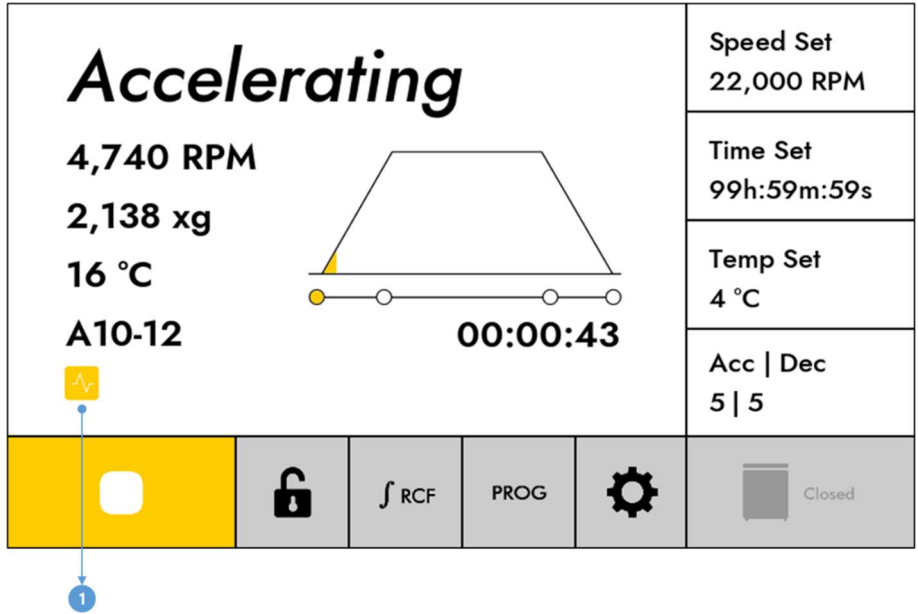 Accelerating
4,740 RPM
2,138 xg
16 °C
A10-12
00:00:43
Speed Set
22,000 RPM
Time Set
99h:59m:59s
Temp Set
4 °C
Acc | Dec
5 | 5
∫ RCF
PROG
Closed
1